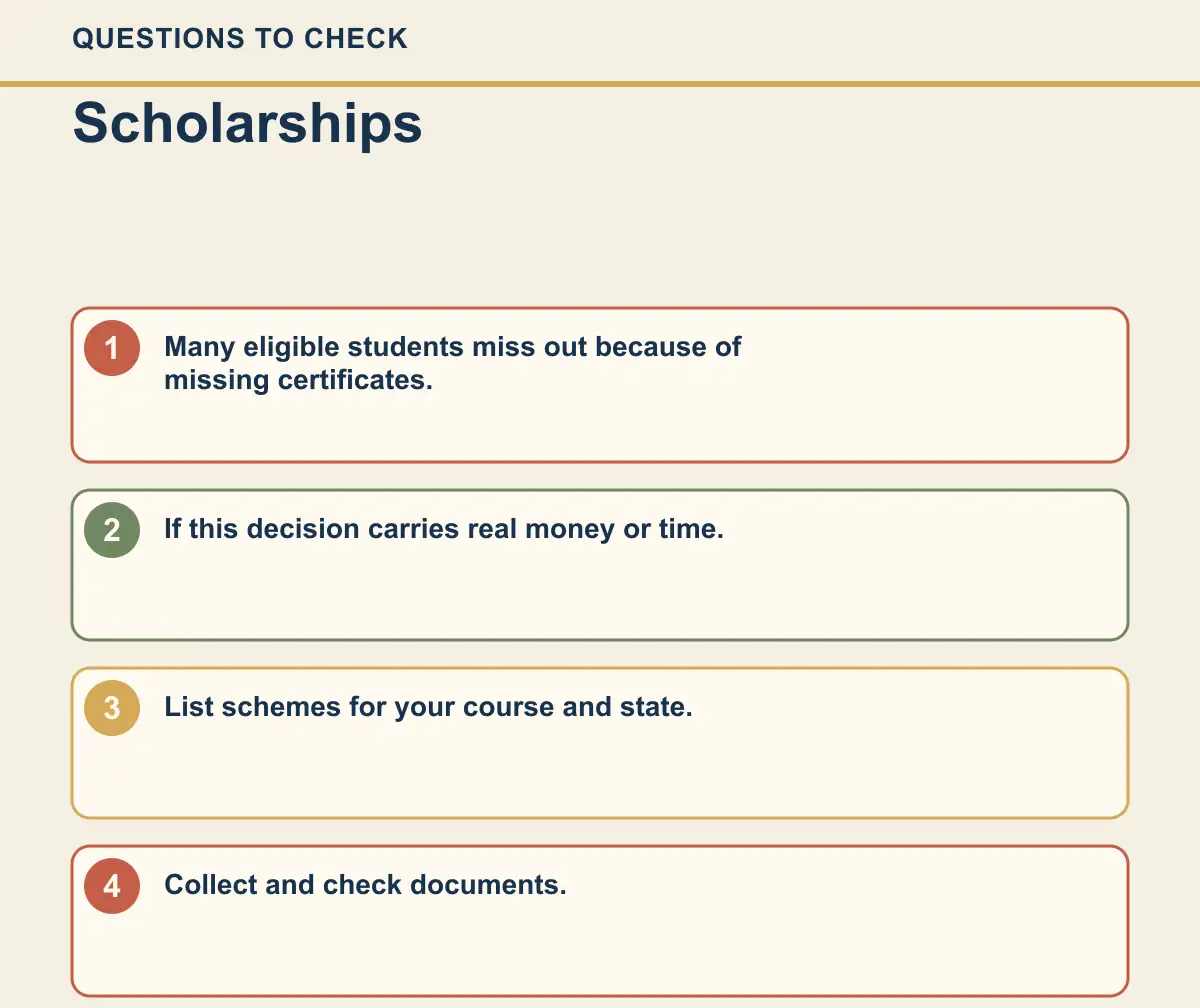 QUESTIONS TO CHECK
Scholarships
1
Many eligible students miss out because of
missing certificates.
2
If this decision carries real money or time.
3
List schemes for your course and state.
4
Collect and check documents.